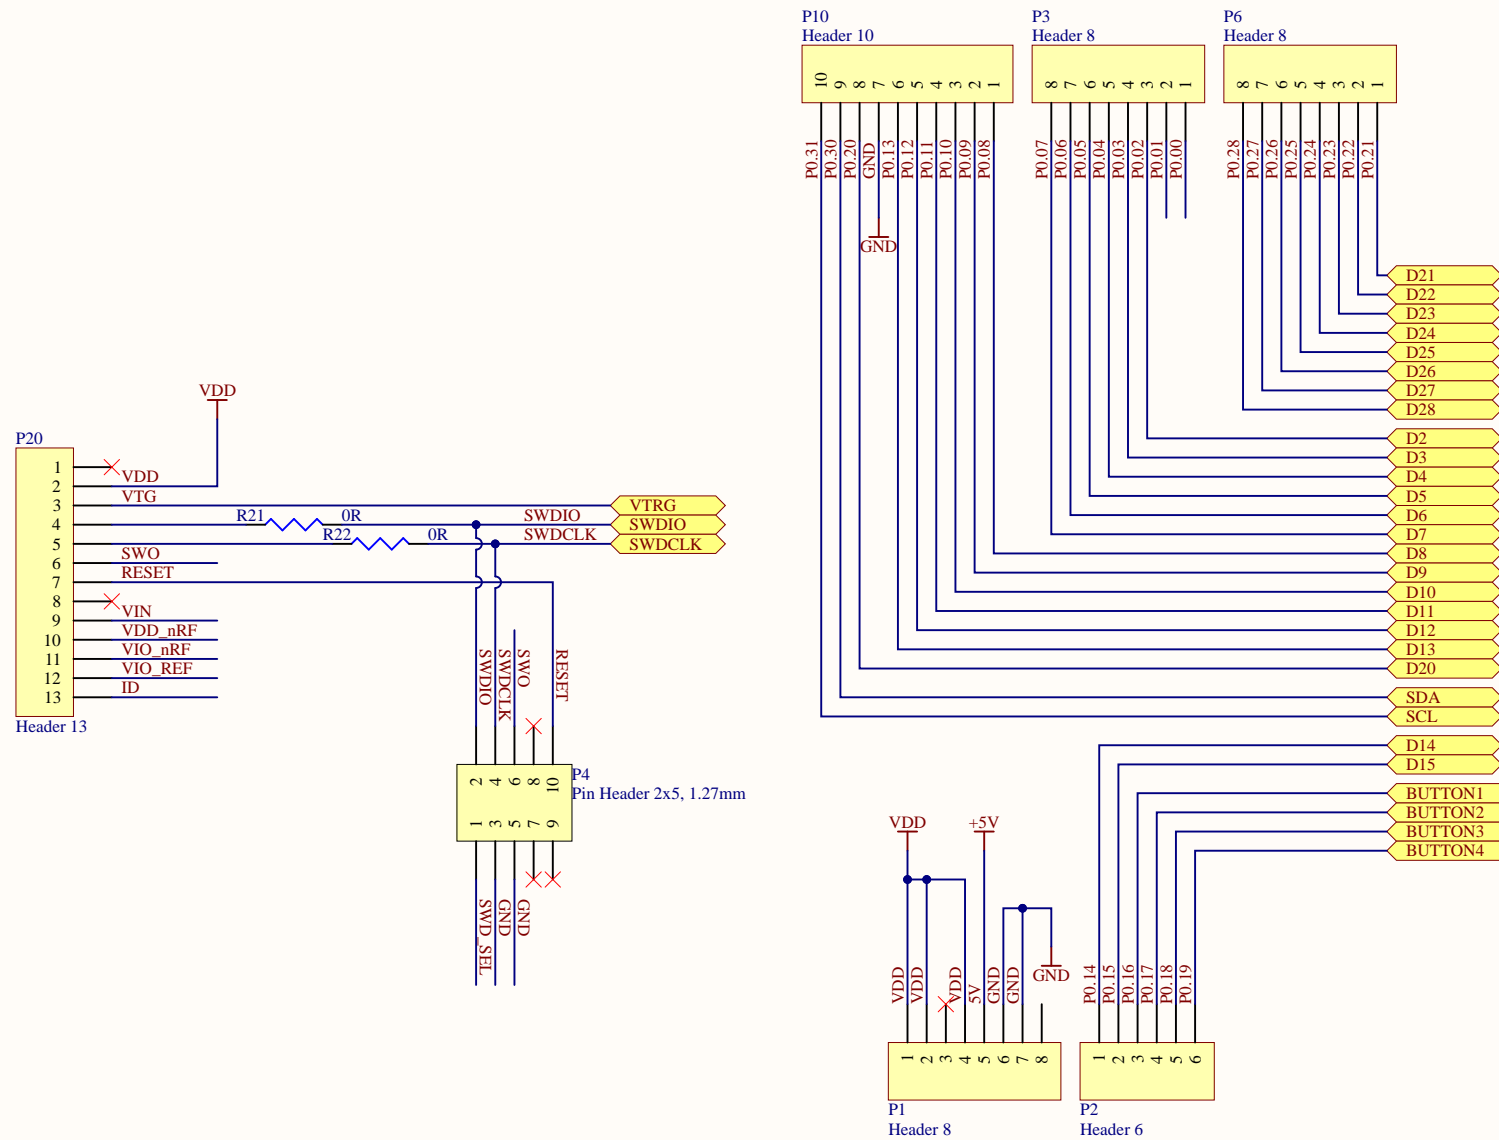 P10
Header 10
10 9 8 7 6 5 4 3 2 1
P0.31
P0.30
P0.20
GND
P0.13
P0.12
P0.11
P0.10
P0.09
P0.08
GND
P3
Header 8
8 7 6 5 4 3 2 1
P0.07
P0.06
P0.05
P0.04
P0.03
P0.02
P0.01
P0.00
P6
Header 8
8 7 6 5 4 3 2 1
P0.28
P0.27
P0.26
P0.25
P0.24
P0.23
P0.22
P0.21
D21
D22
D23
D24
D25
D26
D27
D28
D2
D3
D4
D5
D6
D7
D8
D9
D10
D11
D12
D13
D20
SDA
SCL
D14
D15
BUTTON1
BUTTON2
BUTTON3
BUTTON4
VDD
P20
1
2 VDD
3 VTG VTRG
4 R21 0R SWDIO SWDIO
5 R22 0R SWDCLK SWDCLK
6 SWO
7 RESET
8
9 VIN
10 VDD_nRF
11 VIO_nRF
12 VIO_REF
13 ID
Header 13
SWDIO
SWDCLK
SWO
RESET
2 4 6 8 10
1 3 5 7 9
P4
Pin Header 2x5, 1.27mm
SWD_SEL
GND
GND
VDD
+5V
GND
VDD
VDD
VDD
5V
GND
GND
1 2 3 4 5 6 7 8
P1
Header 8
P0.14
P0.15
P0.16
P0.17
P0.18
P0.19
1 2 3 4 5 6
P2
Header 6